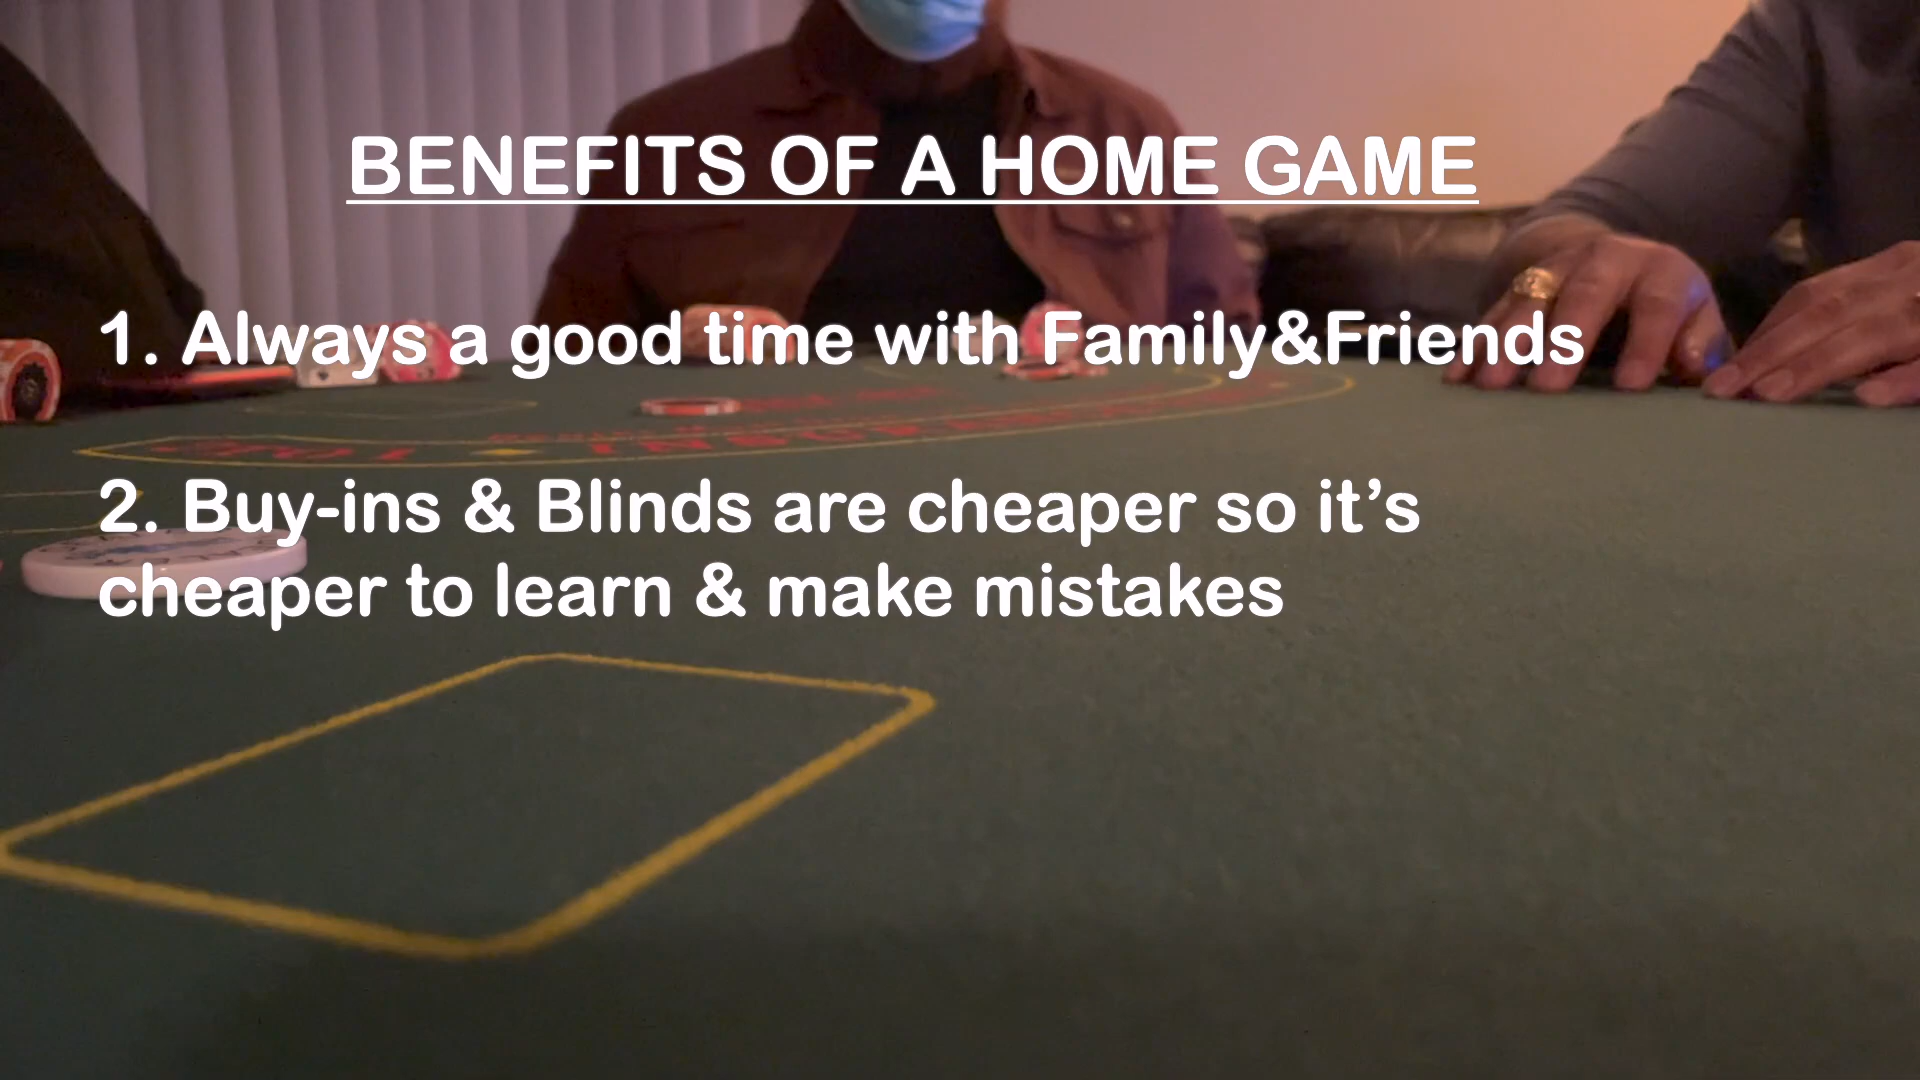 BENEFITS OF A HOME GAME
1. Always a good time with Family&Friends
2. Buy-ins & Blinds are cheaper so it’s
cheaper to learn & make mistakes